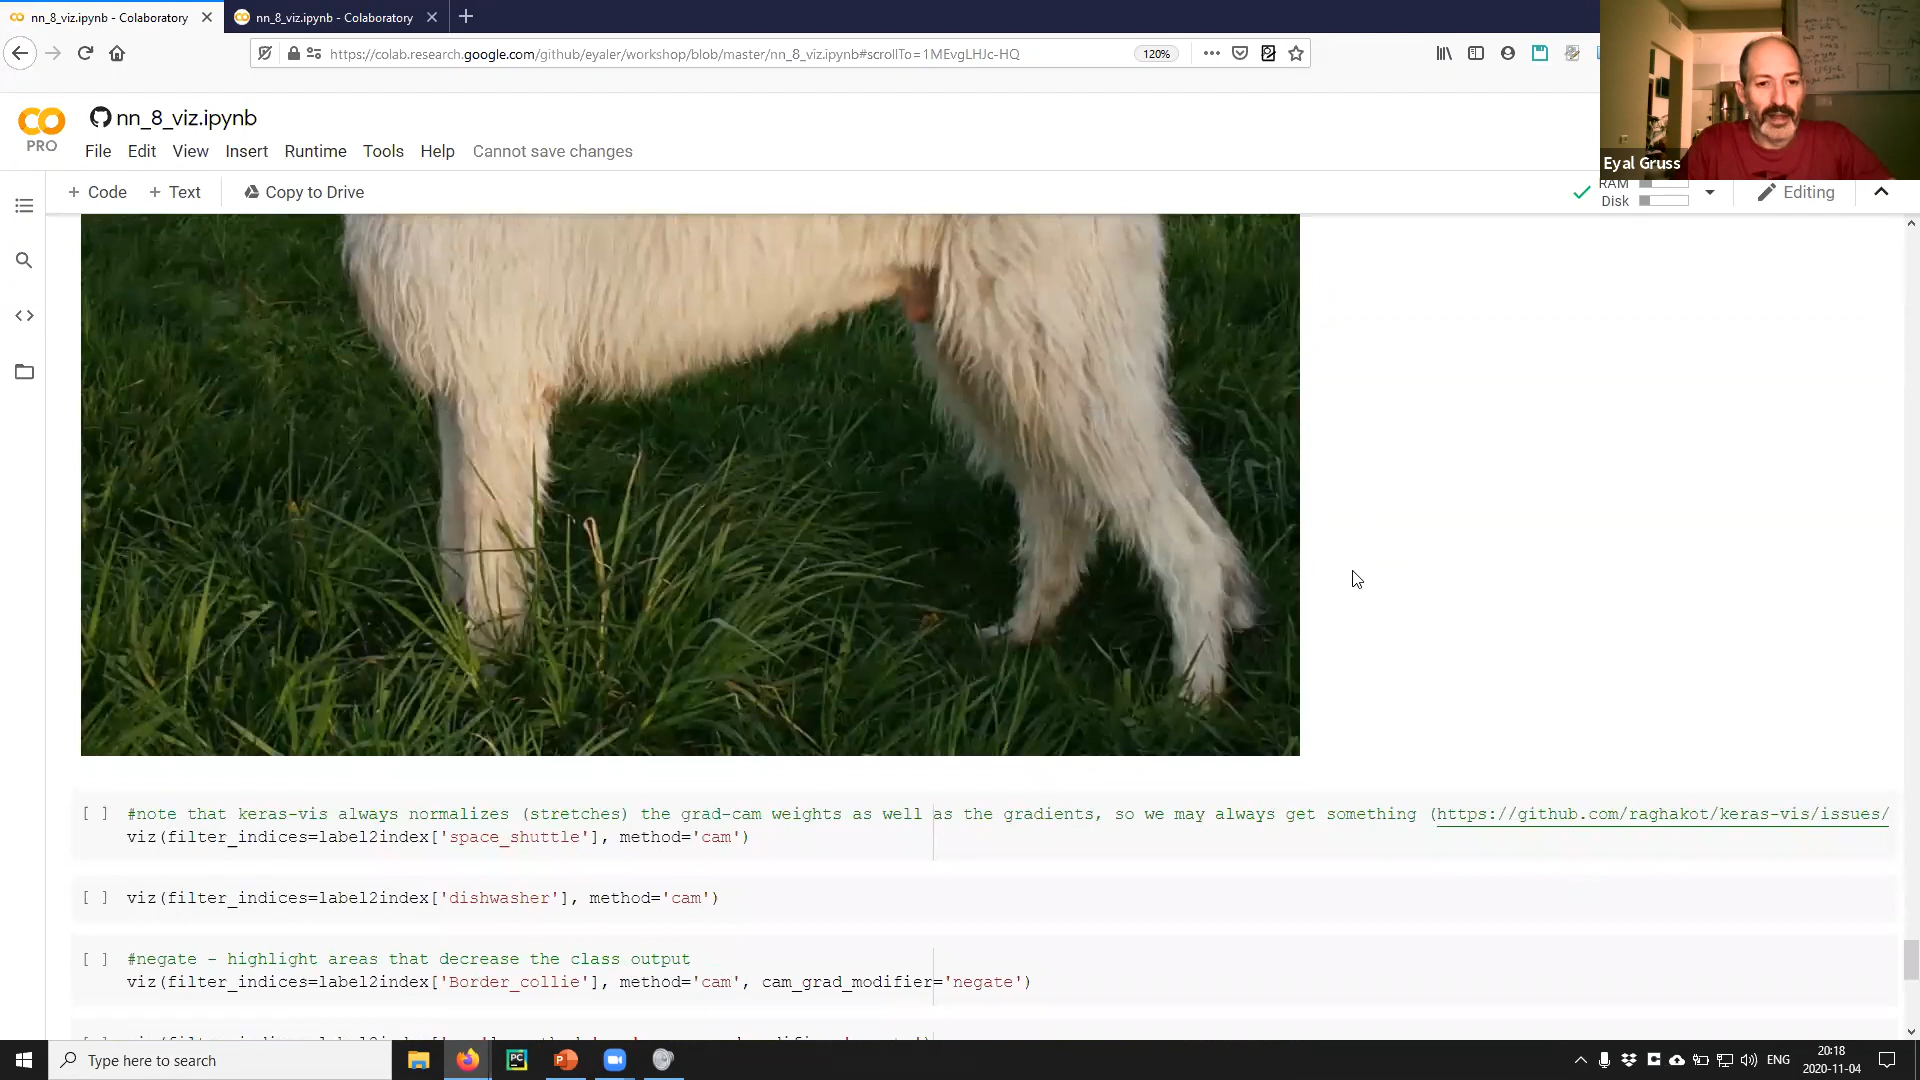 nn_8_viz.ipynb - Colaboratory
nn_8_viz.ipynb - Colaboratory
https://colab.research.google.com/github/eyaler/workshop/blob/master/nn_8_viz.ipynb#scrollTo=1MEvgLHJc-HQ
120%
Eyal Gruss
PRO
nn_8_viz.ipynb
File Edit View Insert Runtime Tools Help Cannot save changes
+ Code + Text Copy to Drive
RAM
Disk
Editing
[ ] #note that keras-vis always normalizes (stretches) the grad-cam weights as well as the gradients, so we may always get something (https://github.com/raghakot/keras-vis/issues/
viz(filter_indices=label2index['space_shuttle'], method='cam')
[ ] viz(filter_indices=label2index['dishwasher'], method='cam')
[ ] #negate - highlight areas that decrease the class output
viz(filter_indices=label2index['Border_collie'], method='cam', cam_grad_modifier='negate')
Type here to search
PC
P
ENG
20:18
2020-11-04